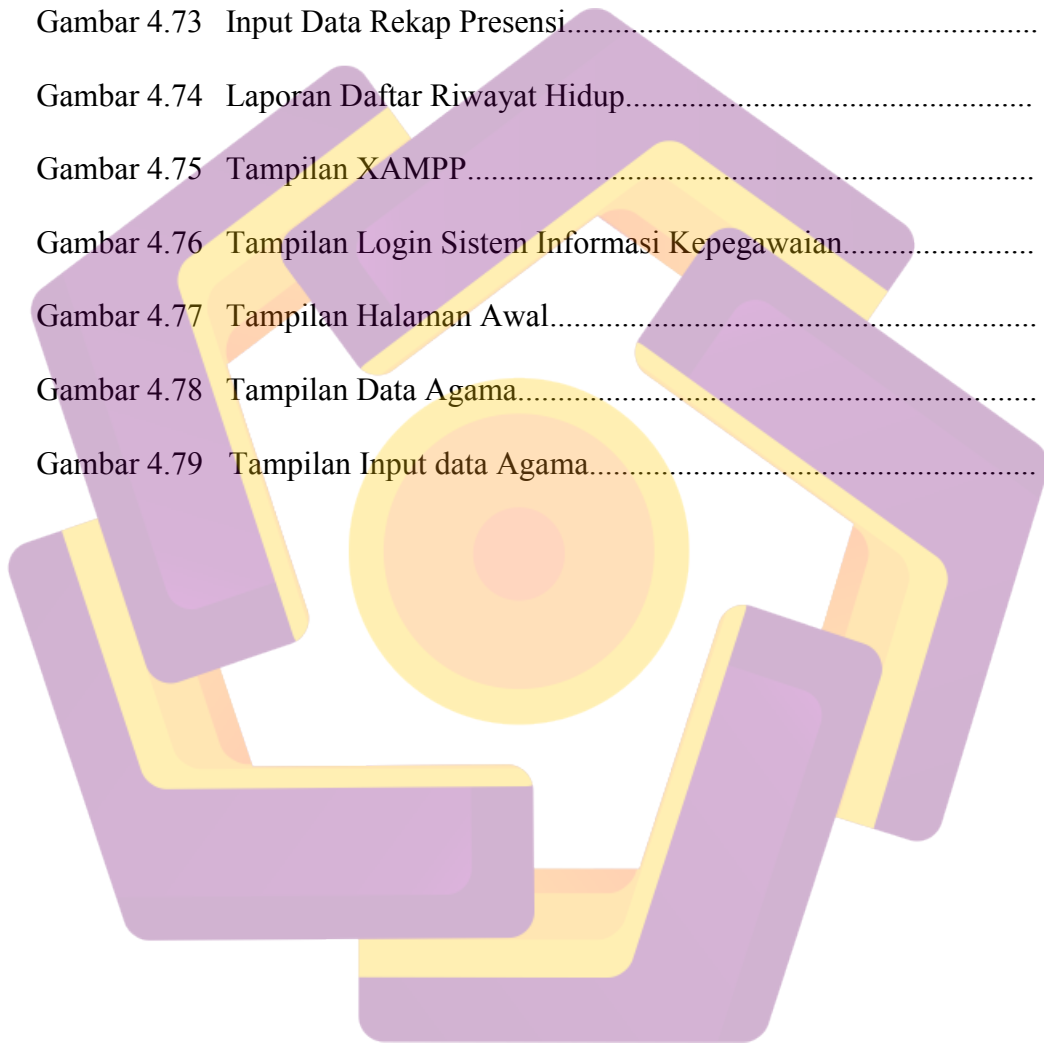 Gambar 4.73 Input Data Rekap Presensi.........................................................
Gambar 4.74 Laporan Daftar Riwayat Hidup.................................................
Gambar 4.75 Tampilan XAMPP.....................................................................
Gambar 4.76 Tampilan Login Sistem Informasi Kepegawaian.......................
Gambar 4.77 Tampilan Halaman Awal...........................................................
Gambar 4.78 Tampilan Data Agama...............................................................
Gambar 4.79 Tampilan Input data Agama......................................................